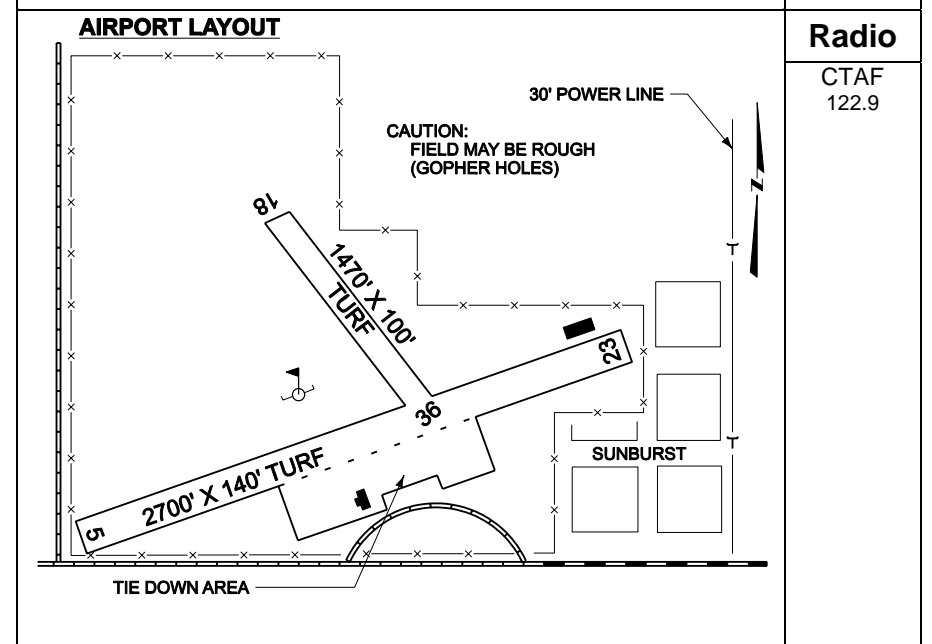 AIRPORT LAYOUT
Radio
CTAF
122.9
30' POWER LINE
CAUTION:
FIELD MAY BE ROUGH
(GOPHER HOLES)
N
18
1470' X 100'
TURF
23
36
SUNBURST
2700' X 140' TURF
5
TIE DOWN AREA